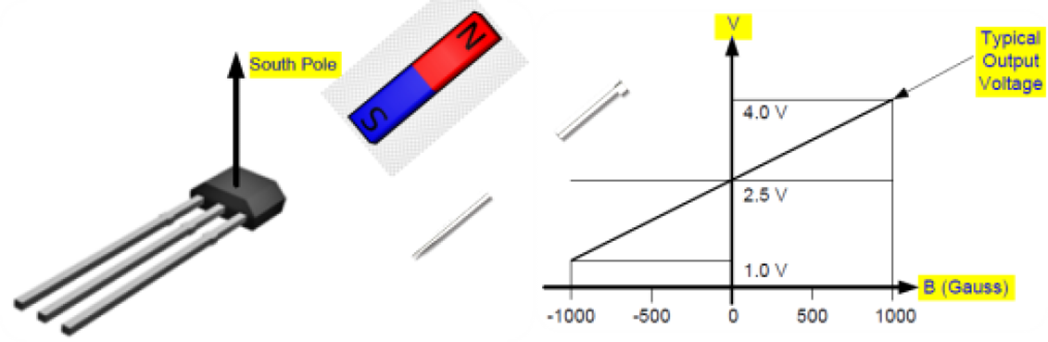 South Pole
N
S
V
Typical
Output
Voltage
4.0 V
2.5 V
1.0 V
B (Gauss)
-1000 -500 0 500 1000